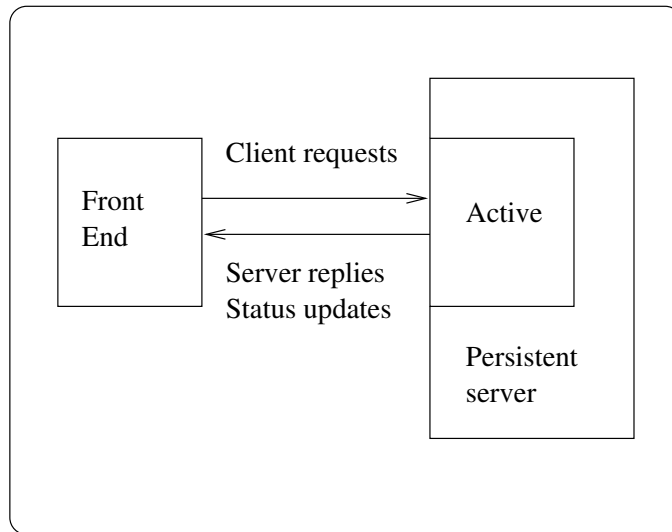 Front
End
Client requests
Server replies
Status updates
Active
Persistent
server